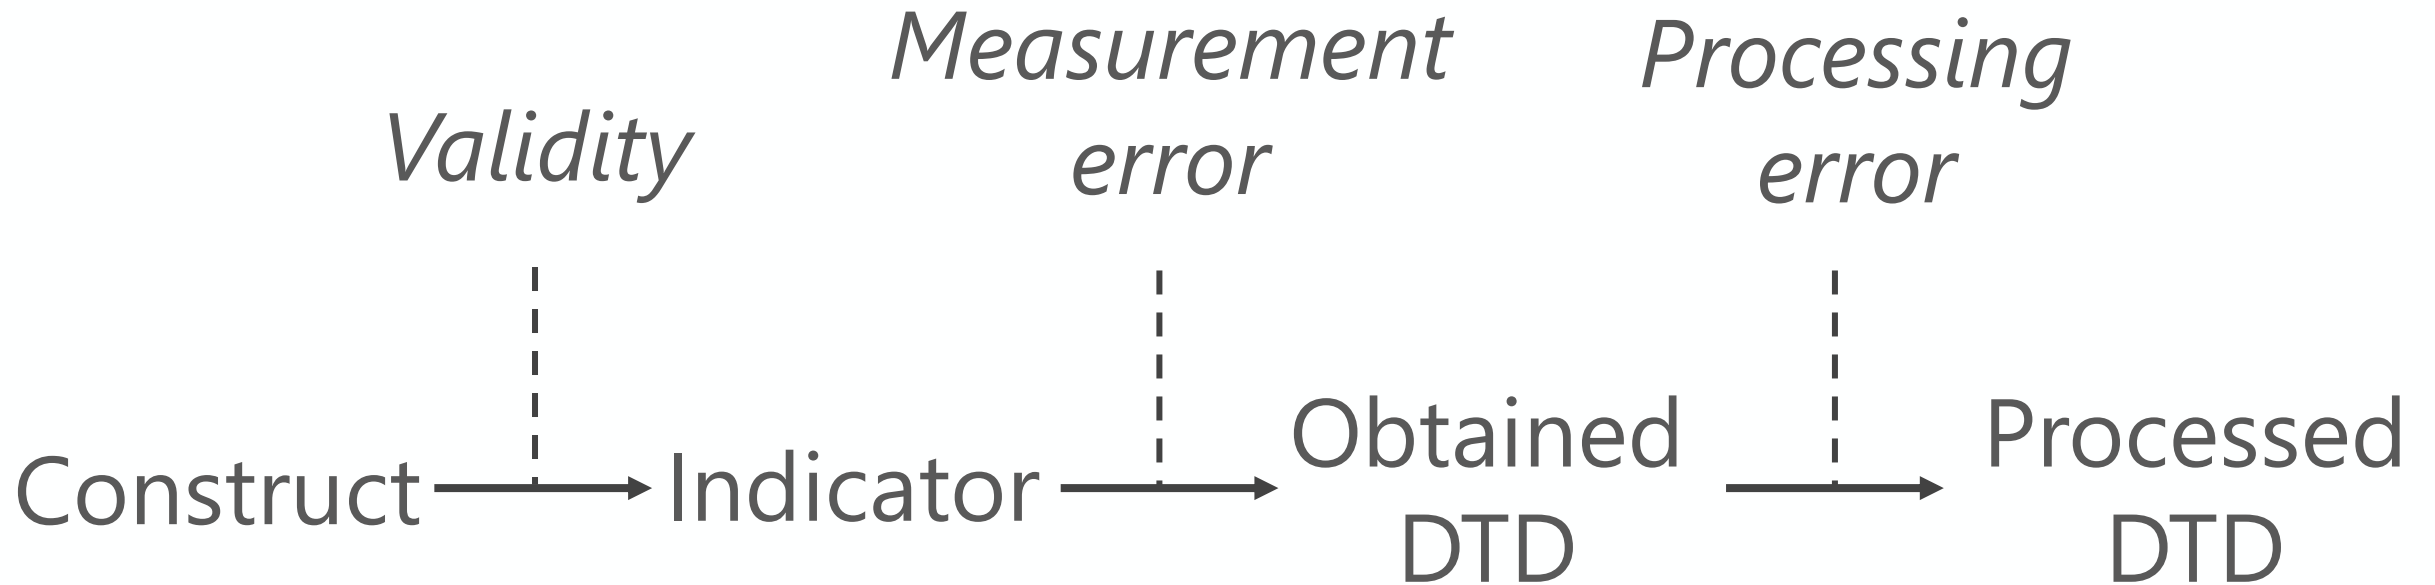 Validity
Measurement
error
Processing
error
Construct
Indicator
Obtained
DTD
Processed
DTD